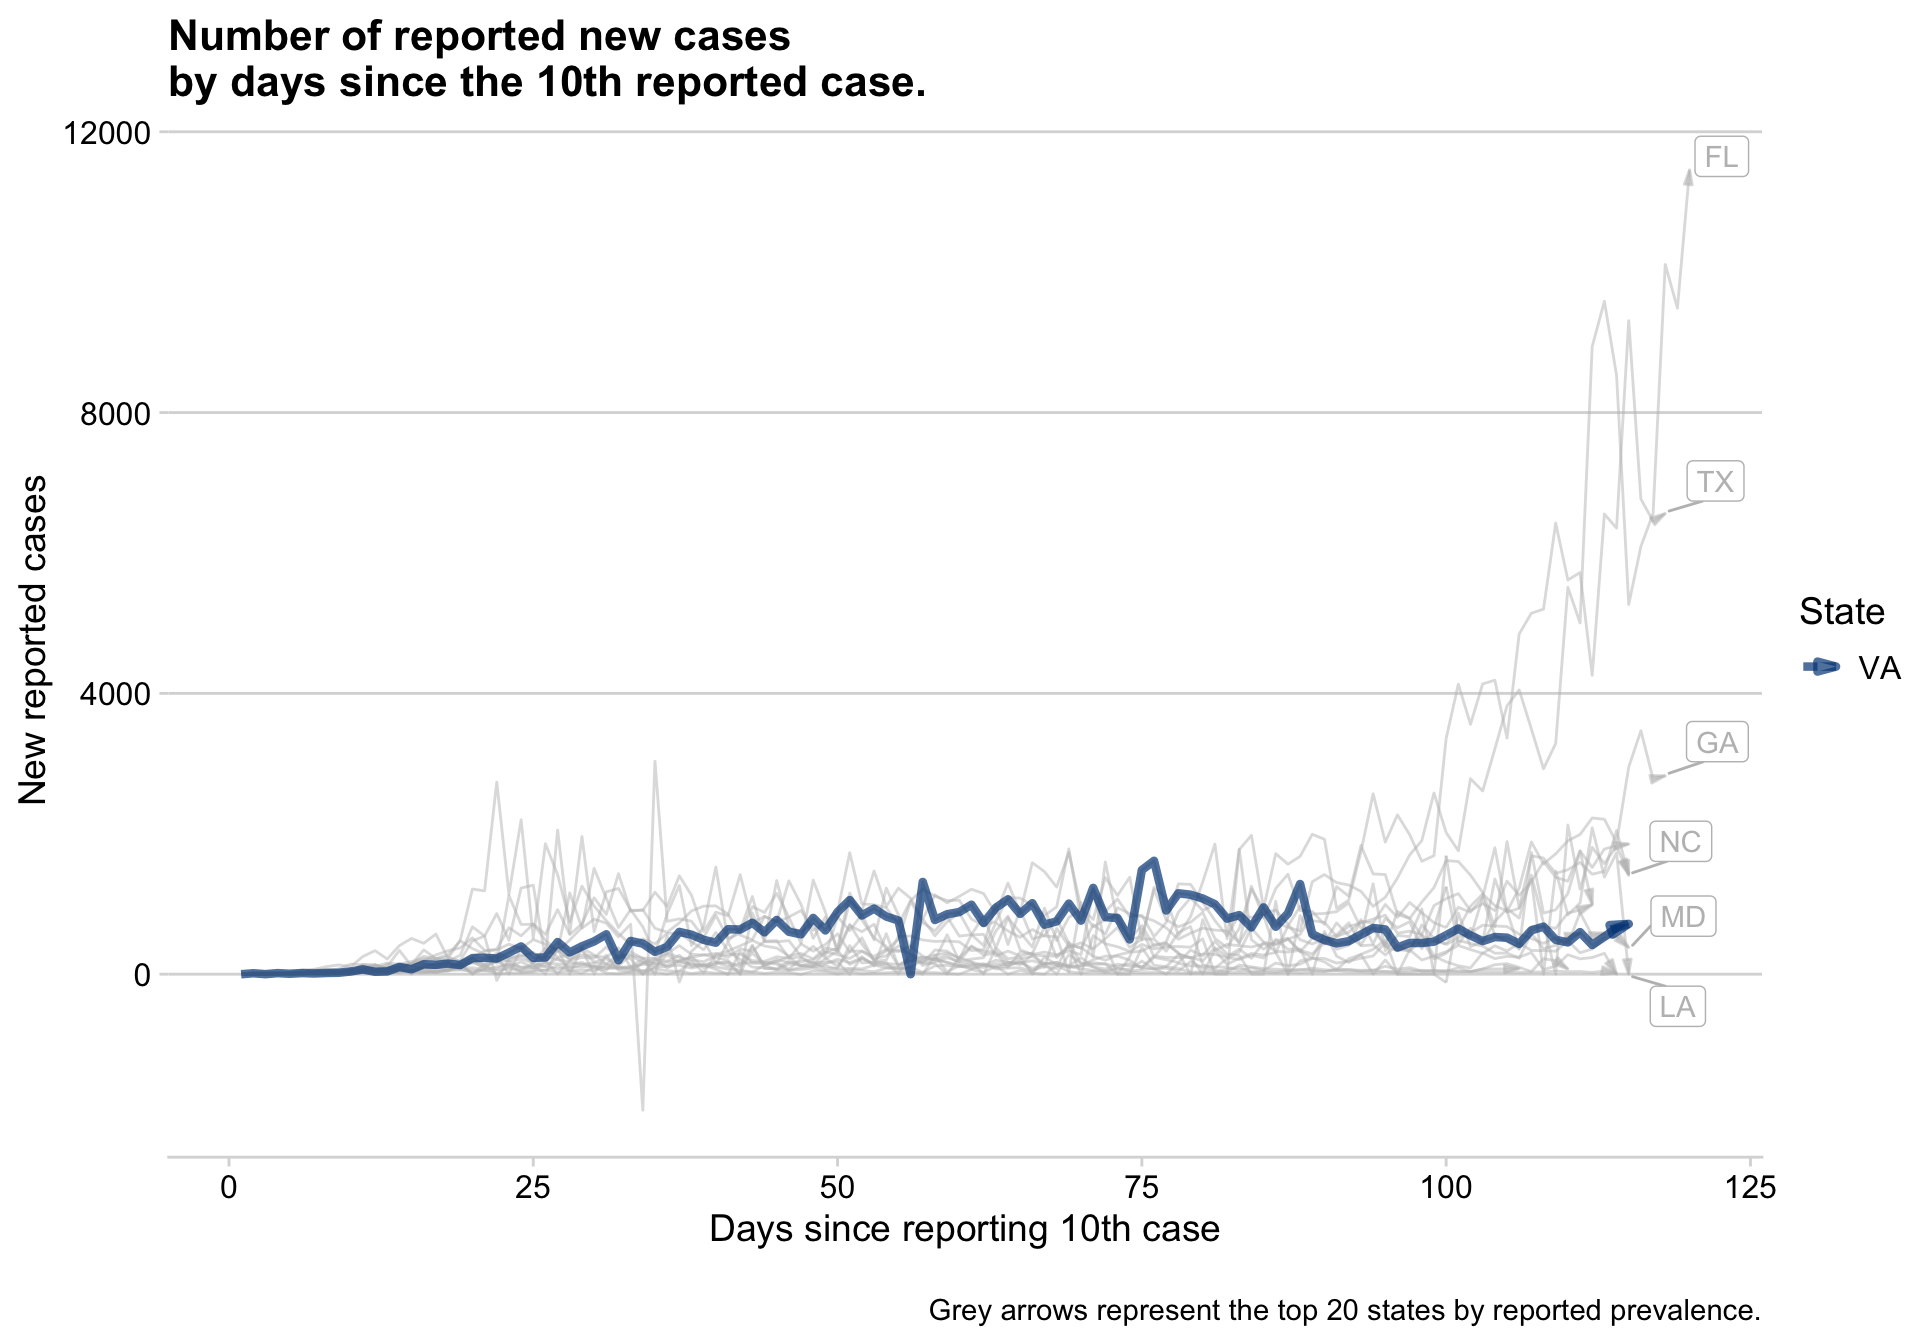 Number of reported new cases
by days since the 10th reported case.
12000
8000
4000
0
New reported cases
FL
TX
GA
NC
MD
LA
State
VA
0 25 50 75 100 125
Days since reporting 10th case
Grey arrows represent the top 20 states by reported prevalence.